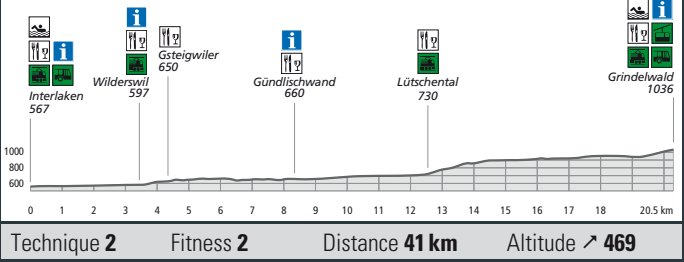 i
i
i
i
Interlaken
567
Wilderswil
597
Gsteigwiler
650
Gündlischwand
660
Lütschental
730
Grindelwald
1036
1000
800
600
0 1 2 3 4 5 6 7 8 9 10 11 12 13 14 15 16 17 18 20.5 km
Technique 2 Fitness 2 Distance 41 km Altitude ↗ 469